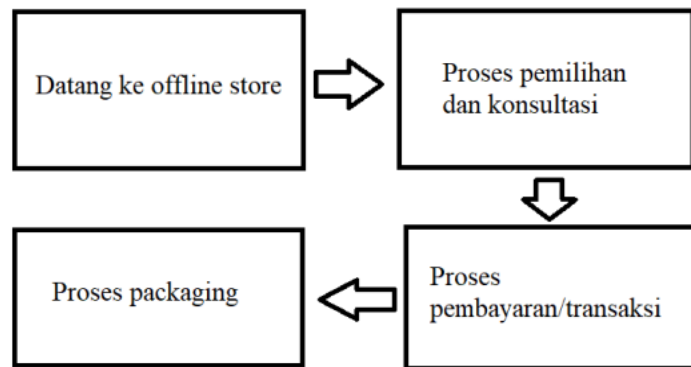 Datang ke offline store
Proses pemilihan
dan konsultasi
Proses
pembayaran/transaksi
Proses packaging